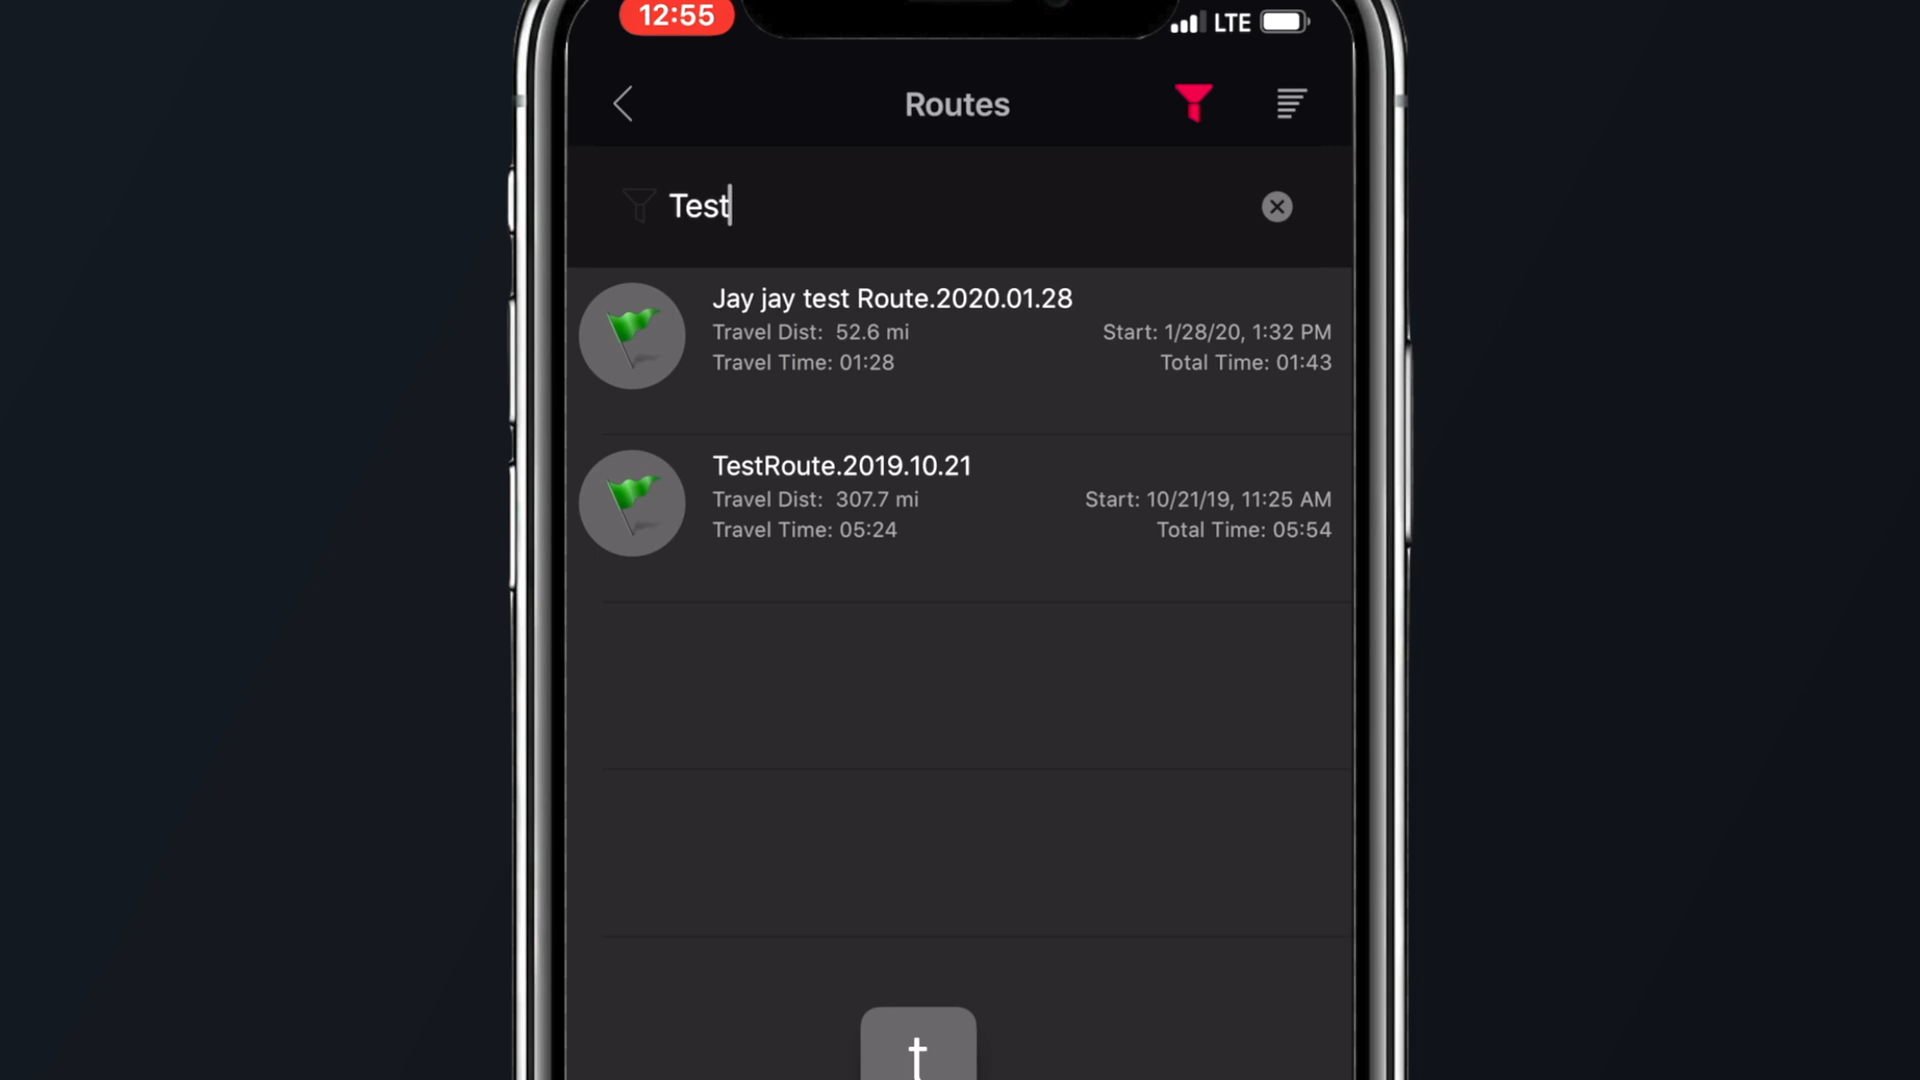 12:55
LTE
Routes
Test
Jay jay test Route.2020.01.28
Travel Dist: 52.6 mi
Start: 1/28/20, 1:32 PM
Travel Time: 01:28
Total Time: 01:43
TestRoute.2019.10.21
Travel Dist: 307.7 mi
Start: 10/21/19, 11:25 AM
Travel Time: 05:24
Total Time: 05:54
t